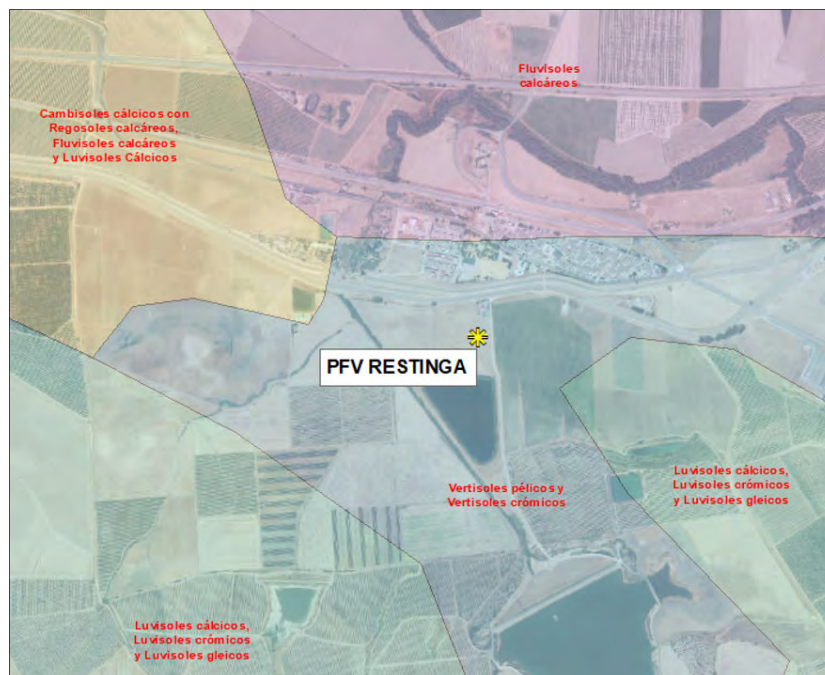 Fluvisoles
calcáreos
Cambisoles cálcicos con
Regosoles calcáreos,
Fluvisoles calcáreos
y Luvisoles Cálcicos
PFV RESTINGA
Vertisoles pélicos y
Vertisoles crómicos
Luvisoles cálcicos,
Luvisoles crómicos
y Luvisoles gleicos
Luvisoles cálcicos,
Luvisoles crómicos
y Luvisoles gleicos